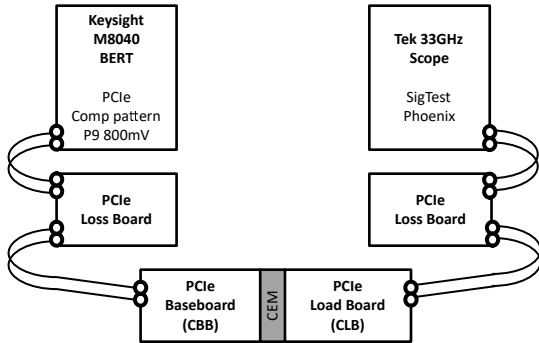 Keysight
M8040
BERT
PCIe
Comp pattern
P9 800mV
Tek 33GHz
Scope
SigTest
Phoenix
PCIe
Loss Board
PCIe
Loss Board
PCIe
Baseboard
(CBB)
CEM
PCIe
Load Board
(CLB)